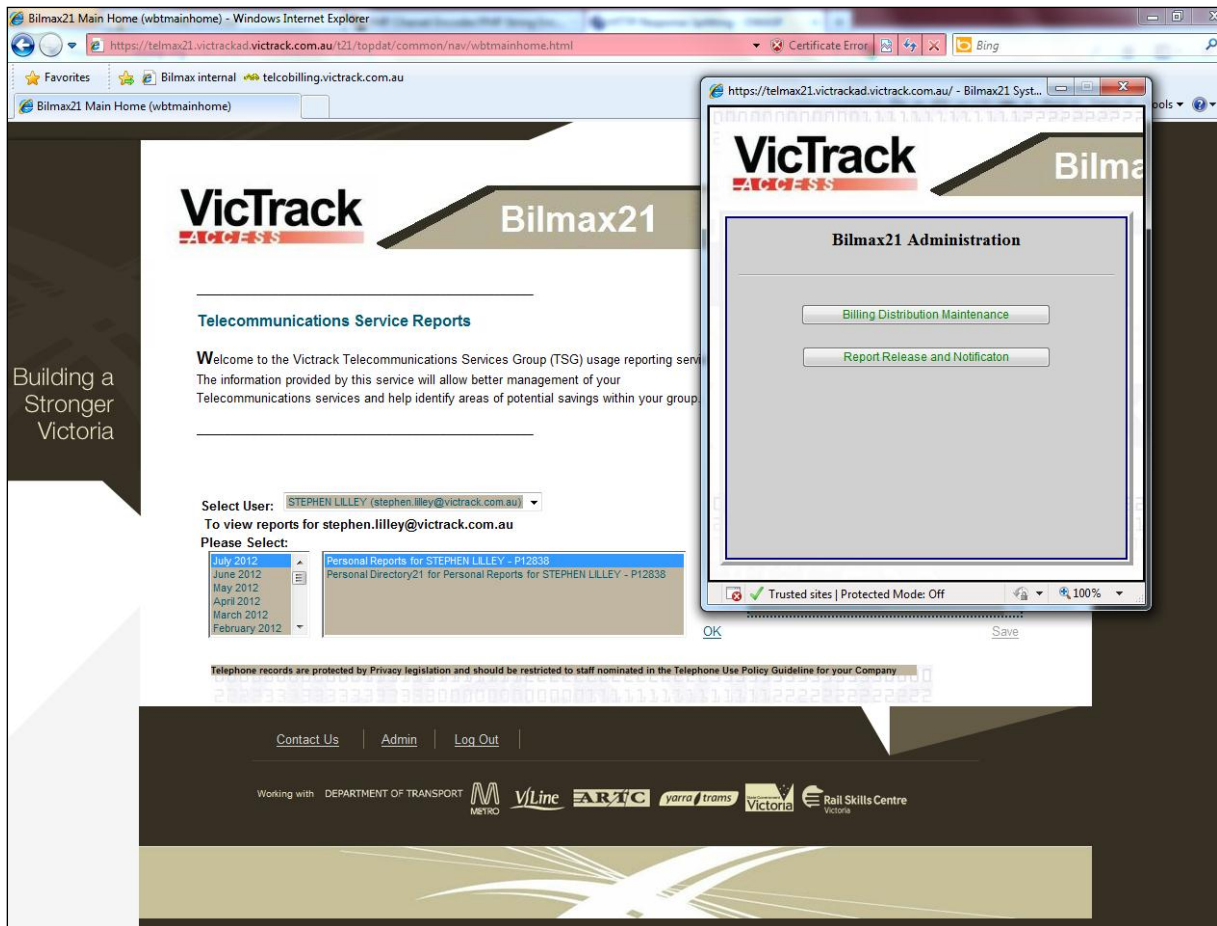 Bilmax21 Main Home (wbtmainhome) - Windows Internet Explorer
https://telmax21.victrackad.victrack.com.au/t21/topdat/common/nav/wbtmainhome.html
Certificate Error
Bing
Favorites
Bilmax internal
telcobilling.victrack.com.au
Bilmax21 Main Home (wbtmainhome)
ools
VicTrack
ACCESS
Bilmax21
Telecommunications Service Reports
Welcome to the Victrack Telecommunications Services Group (TSG) usage reporting servi
The information provided by this service will allow better management of your
Telecommunications services and help identify areas of potential savings within your group.
Building a
Stronger
Victoria
Select User: STEPHEN LILLEY (stephen.lilley@victrack.com.au)
To view reports for stephen.lilley@victrack.com.au
Please Select:
July 2012
June 2012
May 2012
April 2012
March 2012
February 2012
Personal Reports for STEPHEN LILLEY - P12838
Personal Directory21 for Personal Reports for STEPHEN LILLEY - P12838
OK
Save
Telephone records are protected by Privacy legislation and should be restricted to staff nominated in the Telephone Use Policy Guideline for your Company
Contact Us
Admin
Log Out
Working with DEPARTMENT OF TRANSPORT
METRO
V/Line
ARTC
yarra trams
Victoria
Rail Skills Centre
Victoria
https://telmax21.victrackad.victrack.com.au/ - Bilmax21 Syst...
VicTrack
ACCESS
Bilma
Bilmax21 Administration
Billing Distribution Maintenance
Report Release and Notificaton
Trusted sites | Protected Mode: Off
100%